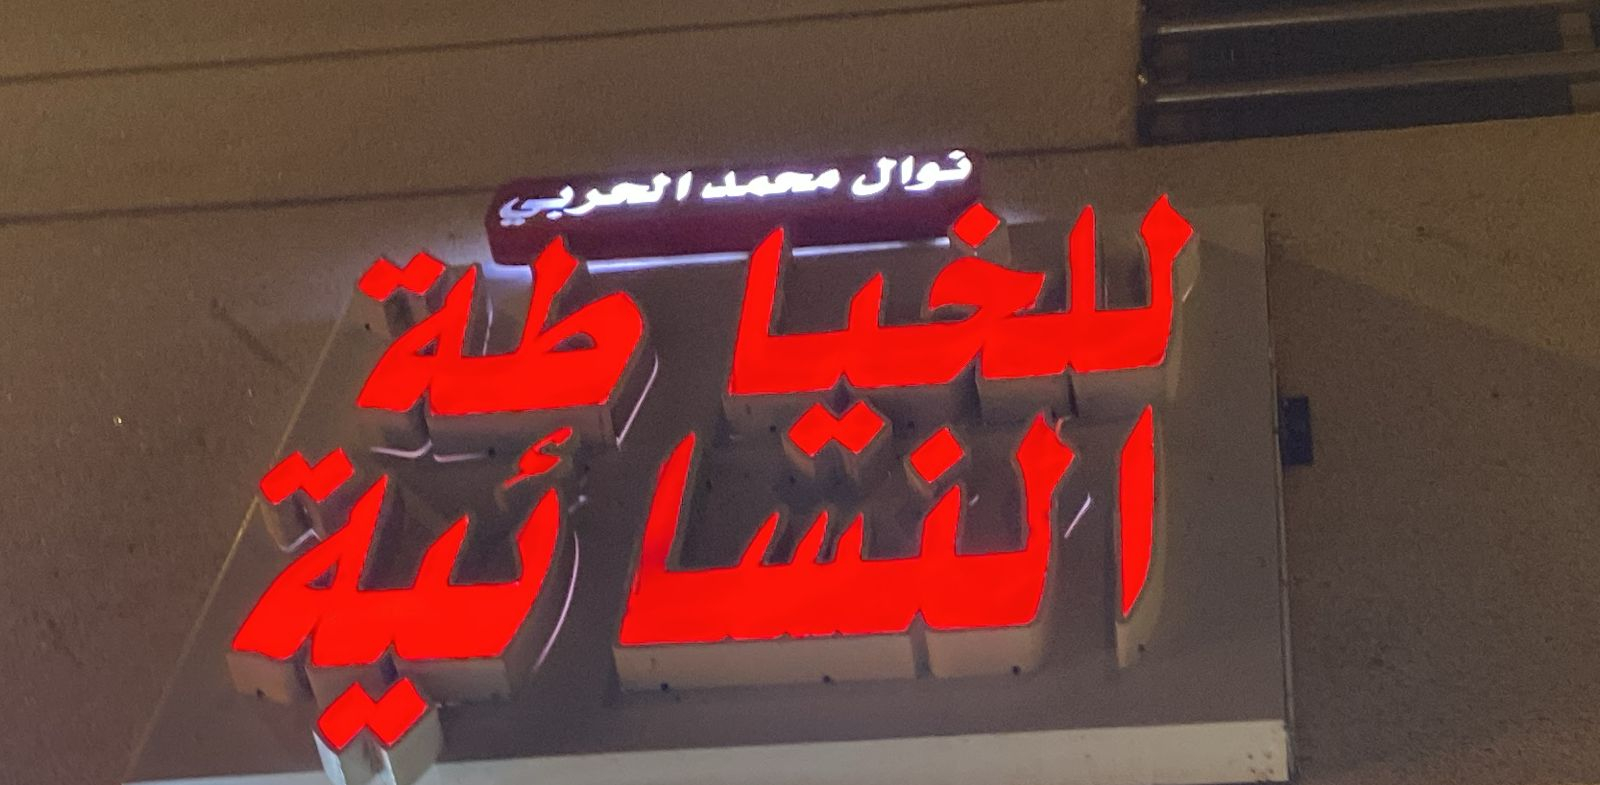 نوال محمد الحربي
للخياطة
النسائية